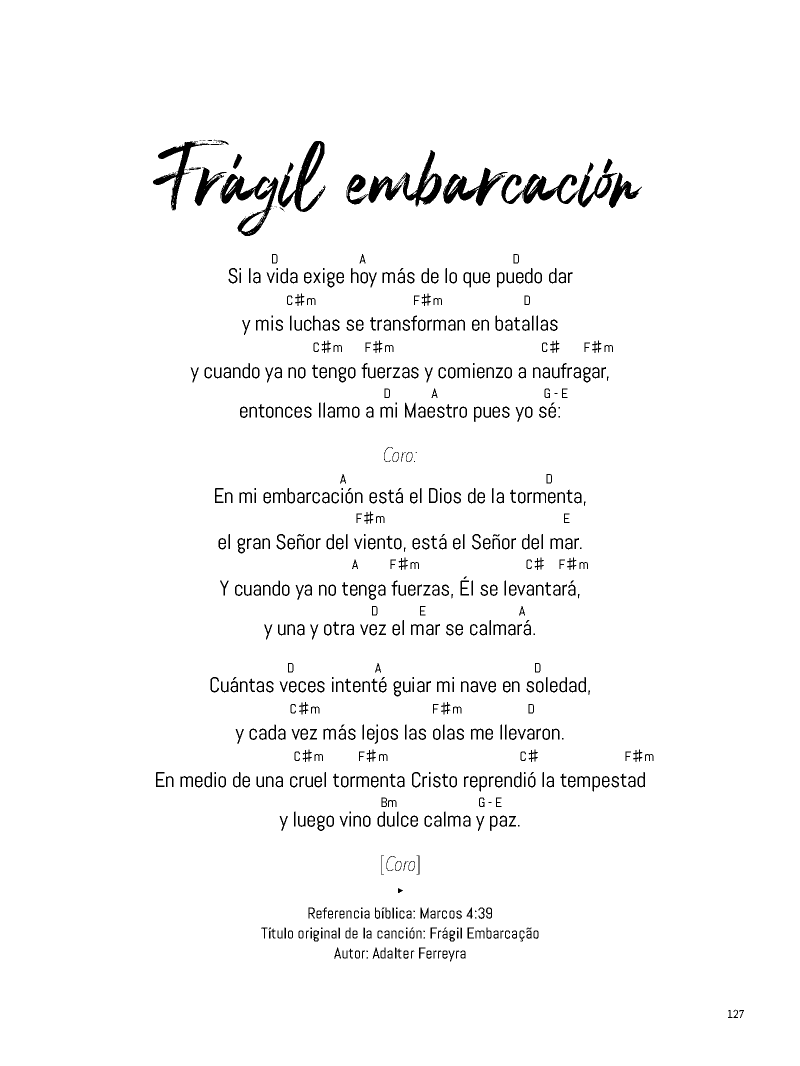 Frágil embarcación
D A D
Si la vida exige hoy más de lo que puedo dar
C♯m F♯m D
y mis luchas se transforman en batallas
C♯m F♯m C♯ F♯m
y cuando ya no tengo fuerzas y comienzo a naufragar,
D A G - E
entonces llamo a mi Maestro pues yo sé:
Coro:
A D
En mi embarcación está el Dios de la tormenta,
F♯m E
el gran Señor del viento, está el Señor del mar.
A F♯m C♯ F♯m
Y cuando ya no tenga fuerzas, Él se levantará,
D E A
y una y otra vez el mar se calmará.
D A D
Cuántas veces intenté guiar mi nave en soledad,
C♯m F♯m D
y cada vez más lejos las olas me llevaron.
C♯m F♯m C♯ F♯m
En medio de una cruel tormenta Cristo reprendió la tempestad
Bm G - E
y luego vino dulce calma y paz.
[Coro]
Referencia bíblica: Marcos 4:39
Título original de la canción: Frágil Embarcação
Autor: Adalter Ferreyra
127